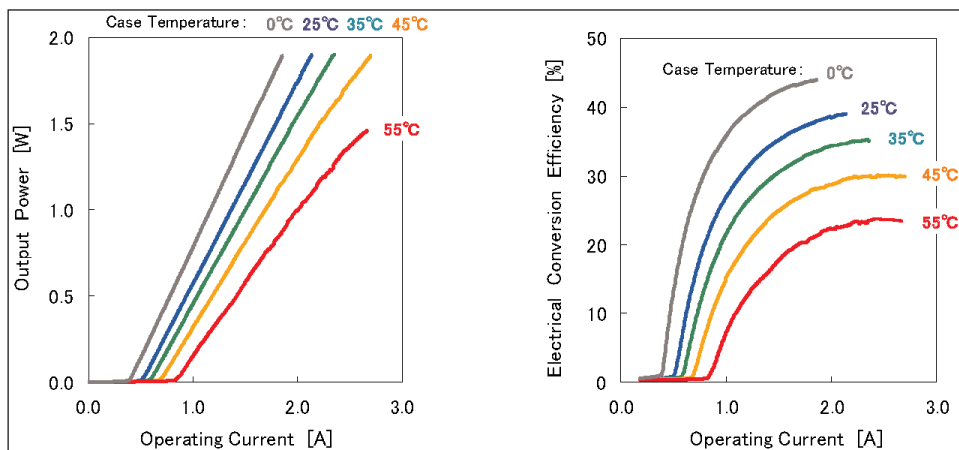 Case Temperature: 0℃ 25℃ 35℃ 45℃
2.0
1.5
1.0
0.5
0.0
Output Power [W]
55℃
0.0 1.0 2.0 3.0
Operating Current [A]
50
40
30
20
10
0
Electrical Conversion Efficiency [%]
Case Temperature: 0℃
25℃
35℃
45℃
55℃
0 1.0 2.0 3.0
Operating Current [A]